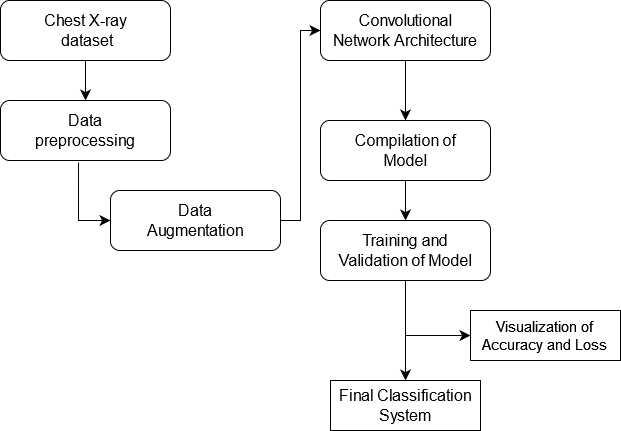 Chest X-ray
dataset
Data
preprocessing
Data
Augmentation
Convolutional
Network Architecture
Compilation of
Model
Training and
Validation of Model
Visualization of
Accuracy and Loss
Final Classification
System